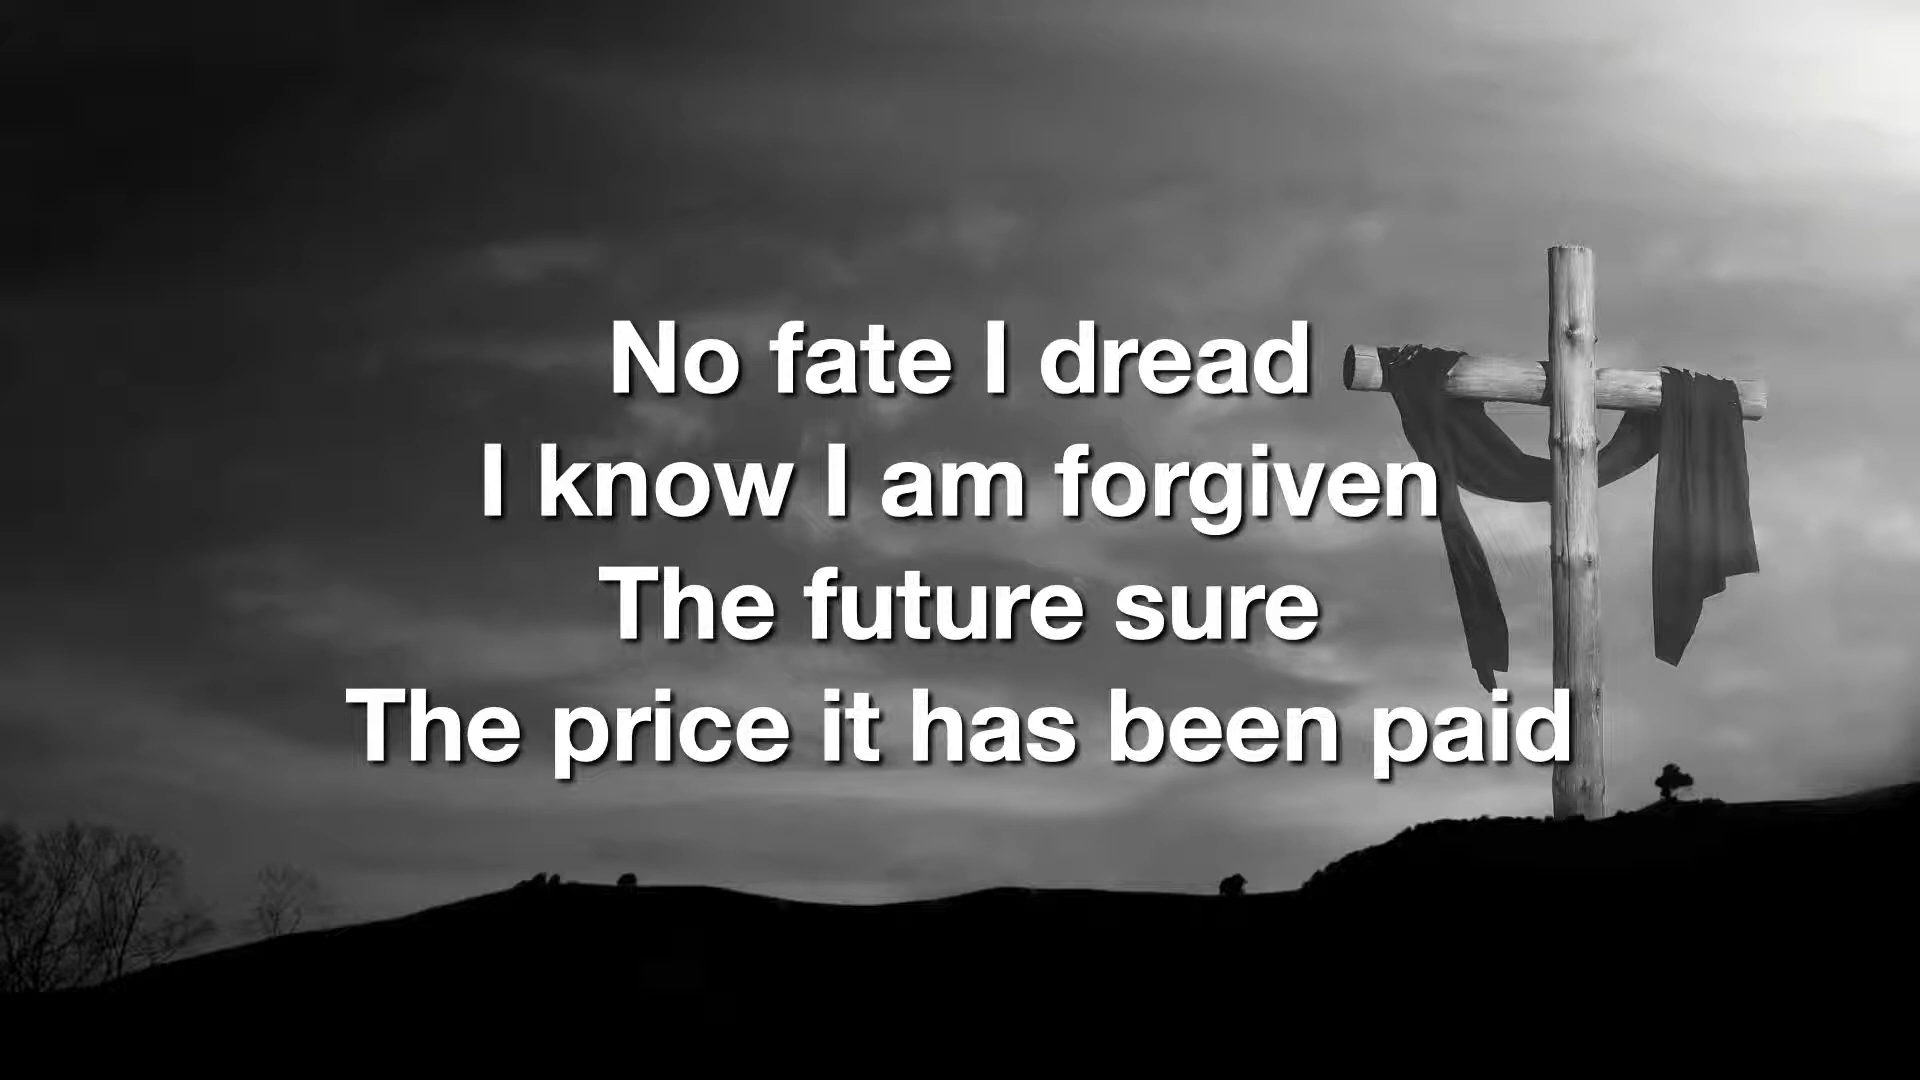 No fate I dread
I know I am forgiven
The future sure
The price it has been paid